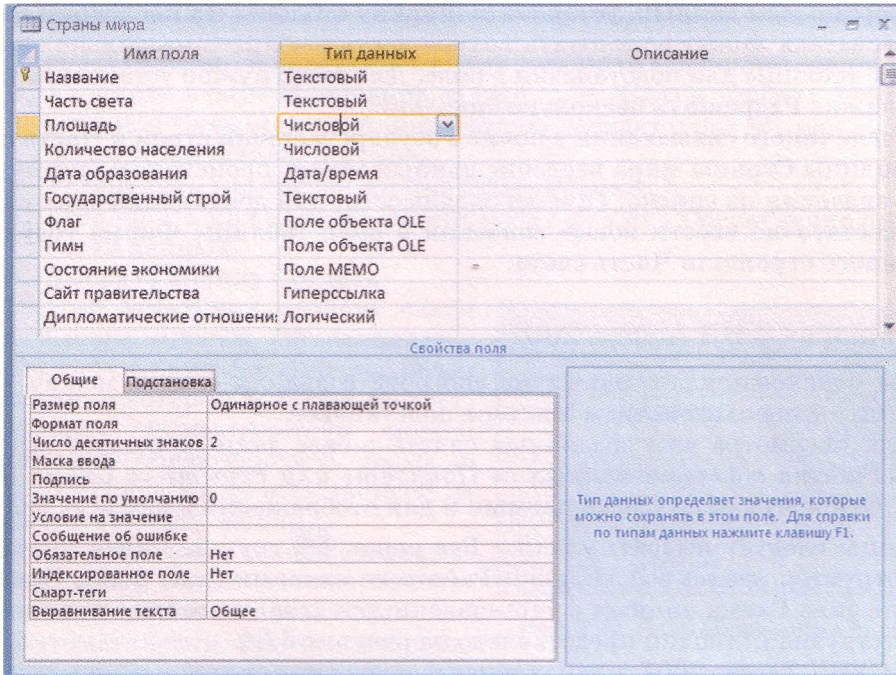 Страны мира
Имя поля Тип данных Описание
Название Текстовый
Часть света Текстовый
Площадь Числовой
Количество населения Числовой
Дата образования Дата/время
Государственный строй Текстовый
Флаг Поле объекта OLE
Гимн Поле объекта OLE
Состояние экономики Поле МЕМО
Сайт правительства Гиперссылка
Дипломатические отношени: Логический
Свойства поля
Общие Подстановка
Размер поля Одинарное с плавающей точкой
Формат поля
Число десятичных знаков 2
Маска ввода
Подпись
Значение по умолчанию 0
Условие на значение
Сообщение об ошибке
Обязательное поле Нет
Индексированное поле Нет
Смарт-теги
Выравнивание текста Общее
Тип данных определяет значения, которые
можно сохранять в этом поле. Для справки
по типам данных нажмите клавишу F1.